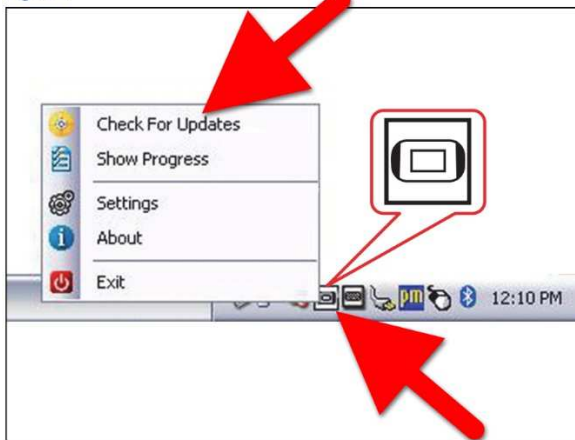 Check For Updates
Show Progress
Settings
About
Exit
pm
12:10 PM